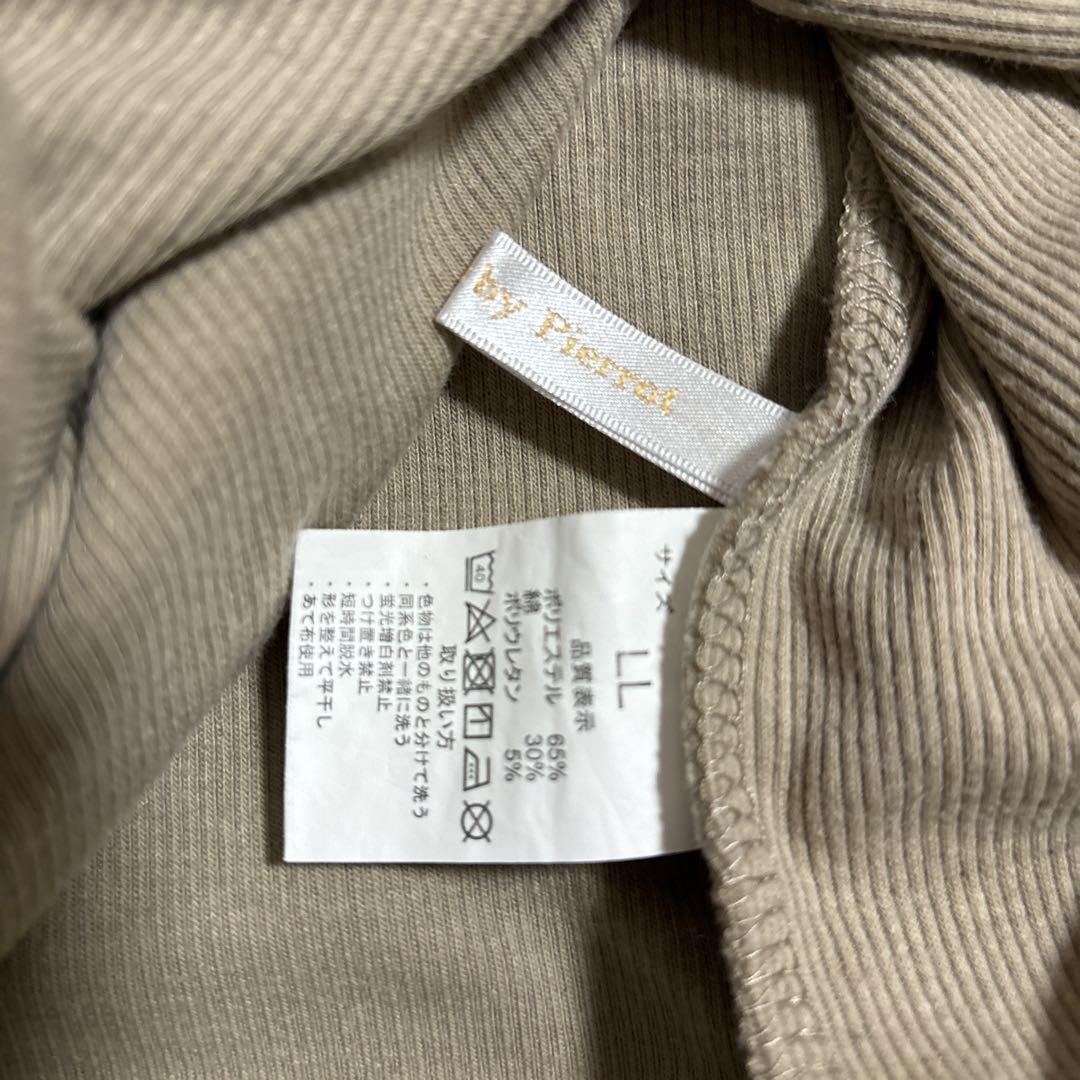 by Pierrot
サイズ
LL
品質表示
ポリエステル 65%
綿 30%
ポリウレタン 5%
40
取り扱い方
・色物は他のものと分けて洗う
・同系色と一緒に洗う
・蛍光増白剤禁止
・つけ置き禁止
・短時間脱水
・形を整えて平干し
・あて布使用